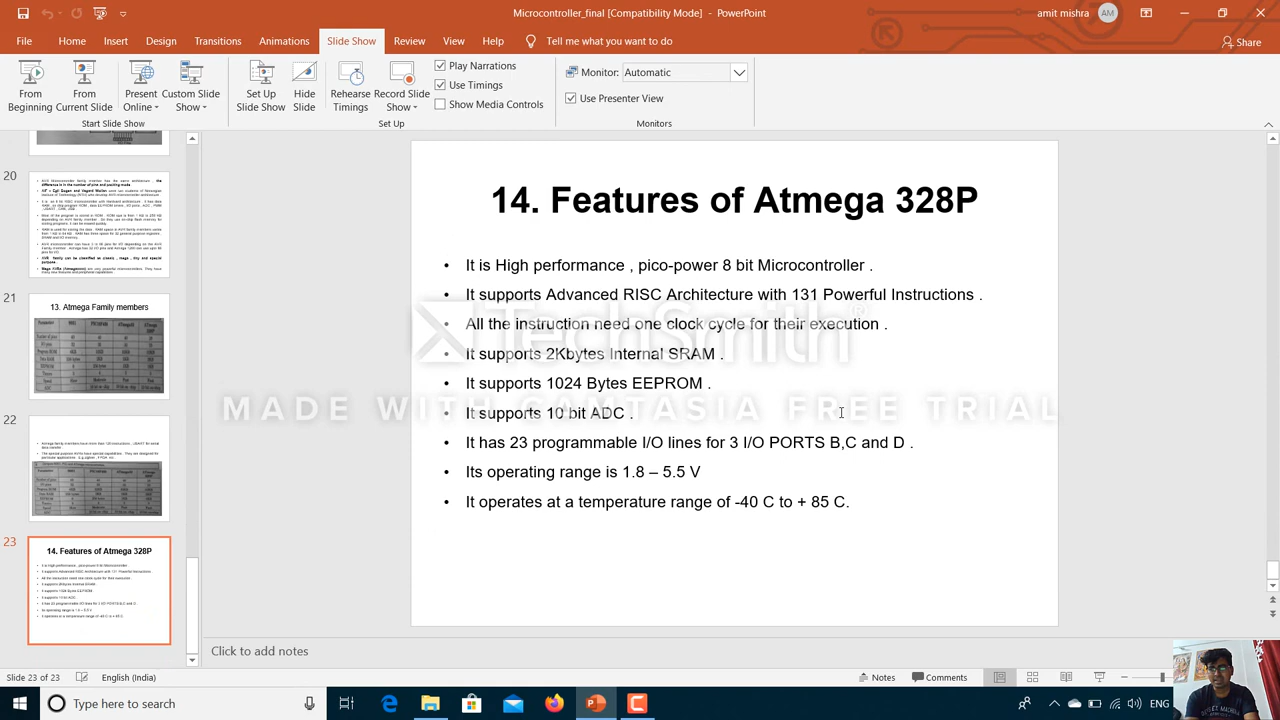 Microcontroller_final [Compatibility Mode] - PowerPoint
amit mishra AM
File Home Insert Design Transitions Animations Slide Show Review View Help Tell me what you want to do Share
From Beginning
From Current Slide
Present Online
Custom Slide Show
Set Up Slide Show
Hide Slide
Rehearse Timings
Record Slide Show
Play Narrations
Use Timings
Show Media Controls
Monitor: Automatic
Use Presenter View
Start Slide Show
Set Up
Monitors
20
21
13. Atmega Family members
22
23
14. Features of Atmega 328P
14. Features of Atmega 328P
• It is High performance , pico-power 8 bit Microcontroller .
• It supports Advanced RISC Architecture with 131 Powerful Instructions .
• All the instruction need one clock cycle for their execution .
• It supports 2Kbytes Internal SRAM .
• It supports 1024 Bytes EEPROM .
• It supports 10 bit ADC .
• It has 23 programmable I/O lines for 3 I/O PORTS B,C and D .
• Its operating range is 1.8 – 5.5 V
• It operates at a temperature range of -40 C to + 85 C.
TechSmith
MADE WITH CAMTASIA FREE TRIAL
Click to add notes
Slide 23 of 23 English (India) Notes Comments
Type here to search
ENG